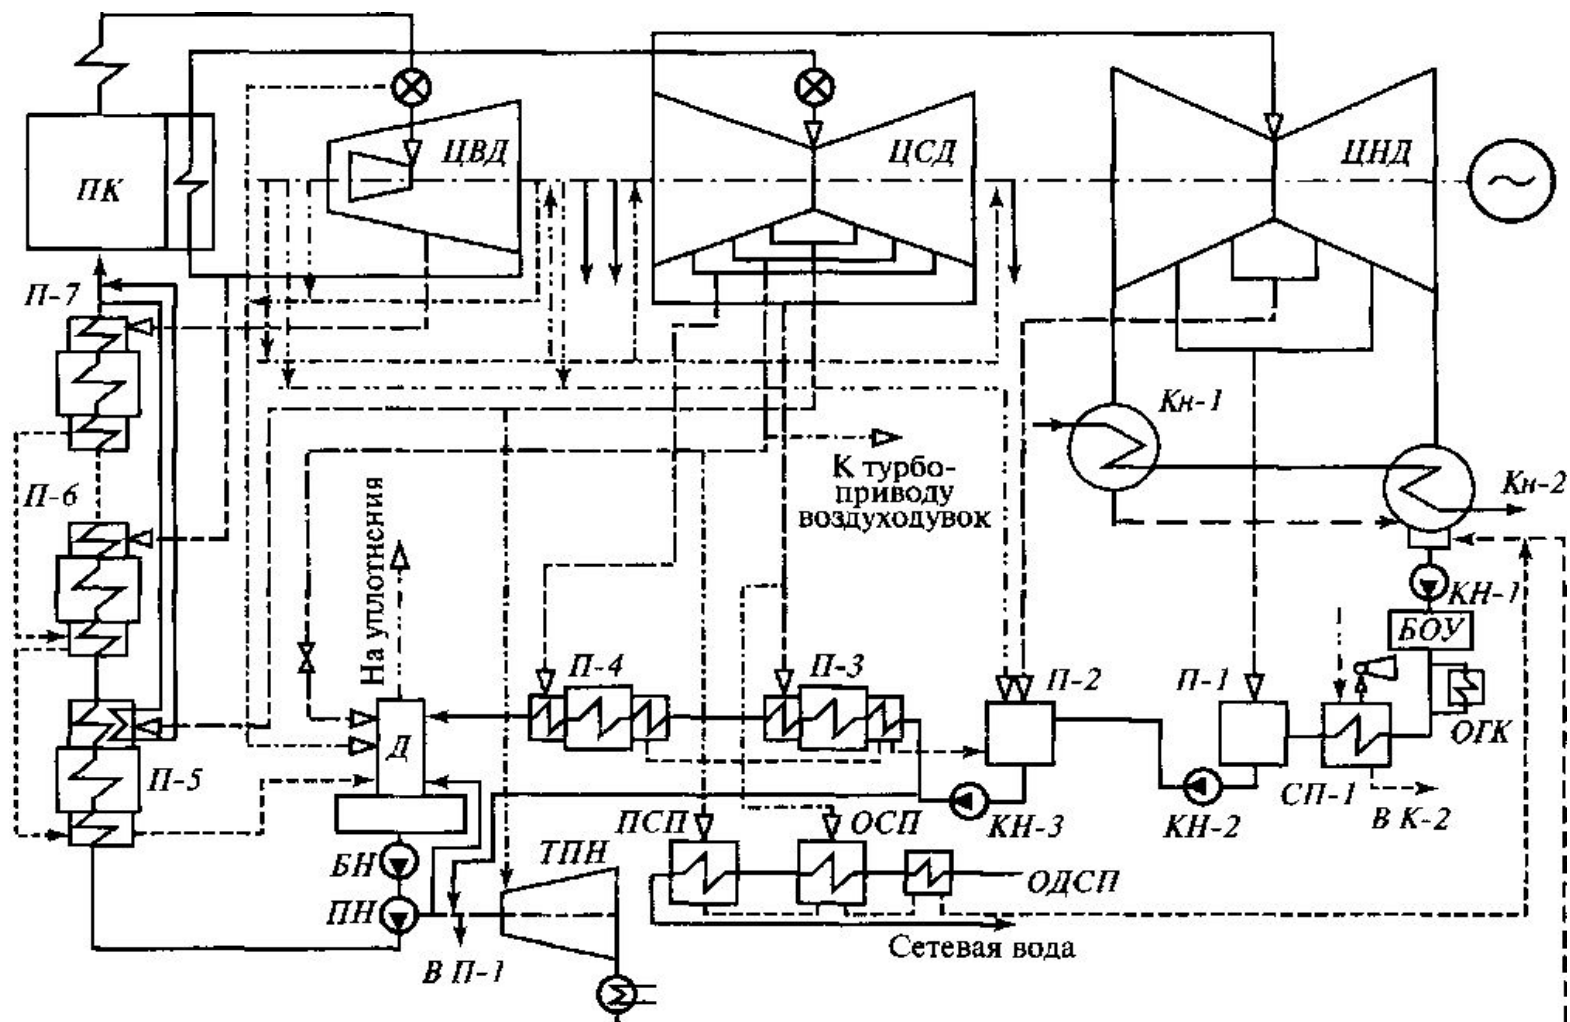 ПК
ЦВД
ЦСД
ЦНД
П-7
П-6
П-5
Кн-1
Кн-2
К турбо-
приводу
воздуходувок
На уплотнения
КН-1
БОУ
П-4
П-3
П-2
П-1
ОГК
Д
СП-1
В К-2
КН-3
КН-2
ПСП
ОСП
ТПН
БН
ОДСП
ПН
Сетевая вода
В П-1